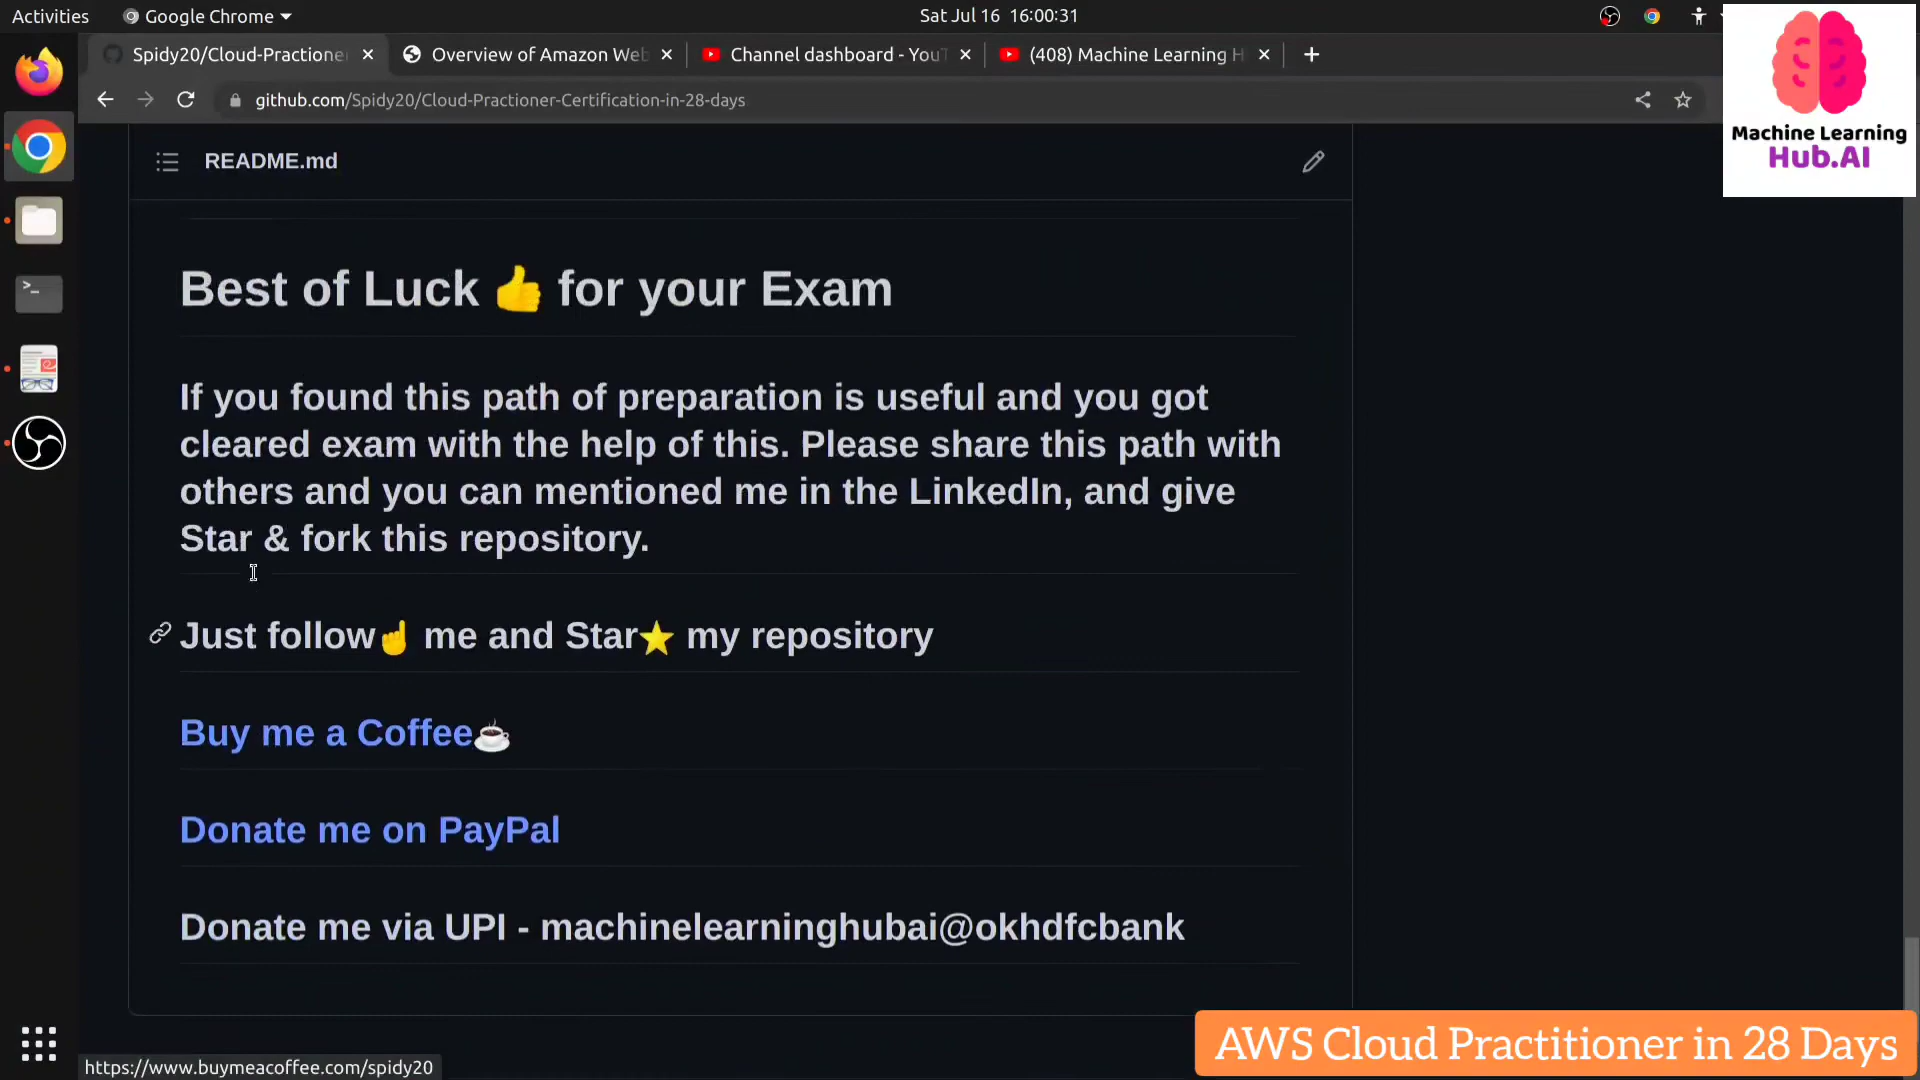 Activities
Google Chrome
Sat Jul 16 16:00:31
Spidy20/Cloud-Practione
Overview of Amazon Web
Channel dashboard - YouT
(408) Machine Learning H
github.com/Spidy20/Cloud-Practioner-Certification-in-28-days
Machine Learning
Hub.AI
README.md
Best of Luck 👍 for your Exam
If you found this path of preparation is useful and you got
cleared exam with the help of this. Please share this path with
others and you can mentioned me in the LinkedIn, and give
Star & fork this repository.
Just follow☝ me and Star⭐ my repository
Buy me a Coffee☕
Donate me on PayPal
Donate me via UPI - machinelearninghubai@okhdfcbank
AWS Cloud Practitioner in 28 Days
https://www.buymeacoffee.com/spidy20